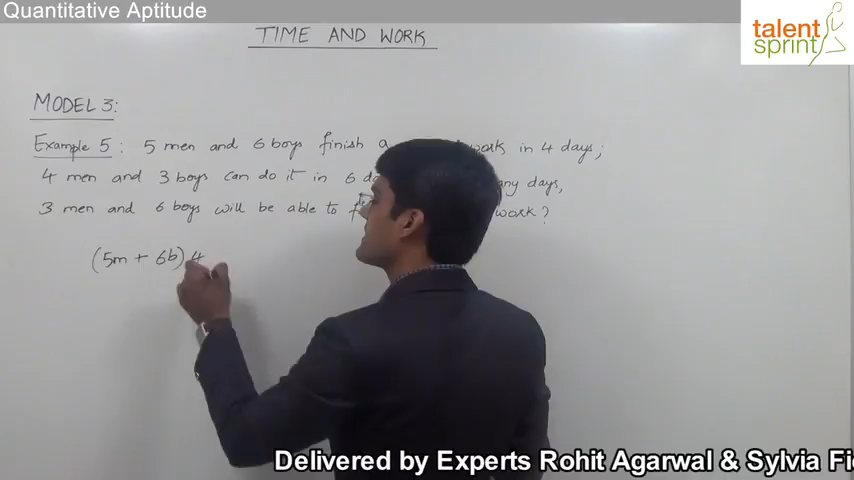 Quantitative Aptitude
talent
sprint
TIME AND WORK
MODEL 3:
Example 5 : 5 men and 6 boys finish a work in 4 days;
4 men and 3 boys can do it in 6 any days,
3 men and 6 boys will be able to work?
(5m + 6b) 4
Delivered by Experts Rohit Agarwal & Sylvia